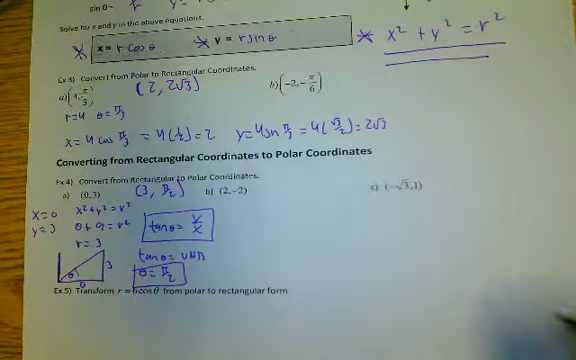 sin θ =
Solve for x and y in the above equations.
* x = r cos θ * y = r sin θ * x² + y² = r²
Ex 3) Convert from Polar to Rectangular Coordinates.
a) (4, π/3) (2, 2√3) b) (-2, -π/6)
r=4 θ=π/3
x = 4 cos π/3 = 4(1/2) = 2 y = 4 sin π/3 = 4(√3/2) = 2√3
Converting from Rectangular Coordinates to Polar Coordinates
Ex 4) Convert from Rectangular to Polar Coordinates.
a) (0,3) (3, π/2) b) (2,-2) c) (-√3,1)
x=0 x²+y²=r²
y=3 0+9=r² tan θ = y/x
r=3
tan θ = UND
θ 3
0 θ = π/2
Ex 5) Transform r = 6cos θ from polar to rectangular form